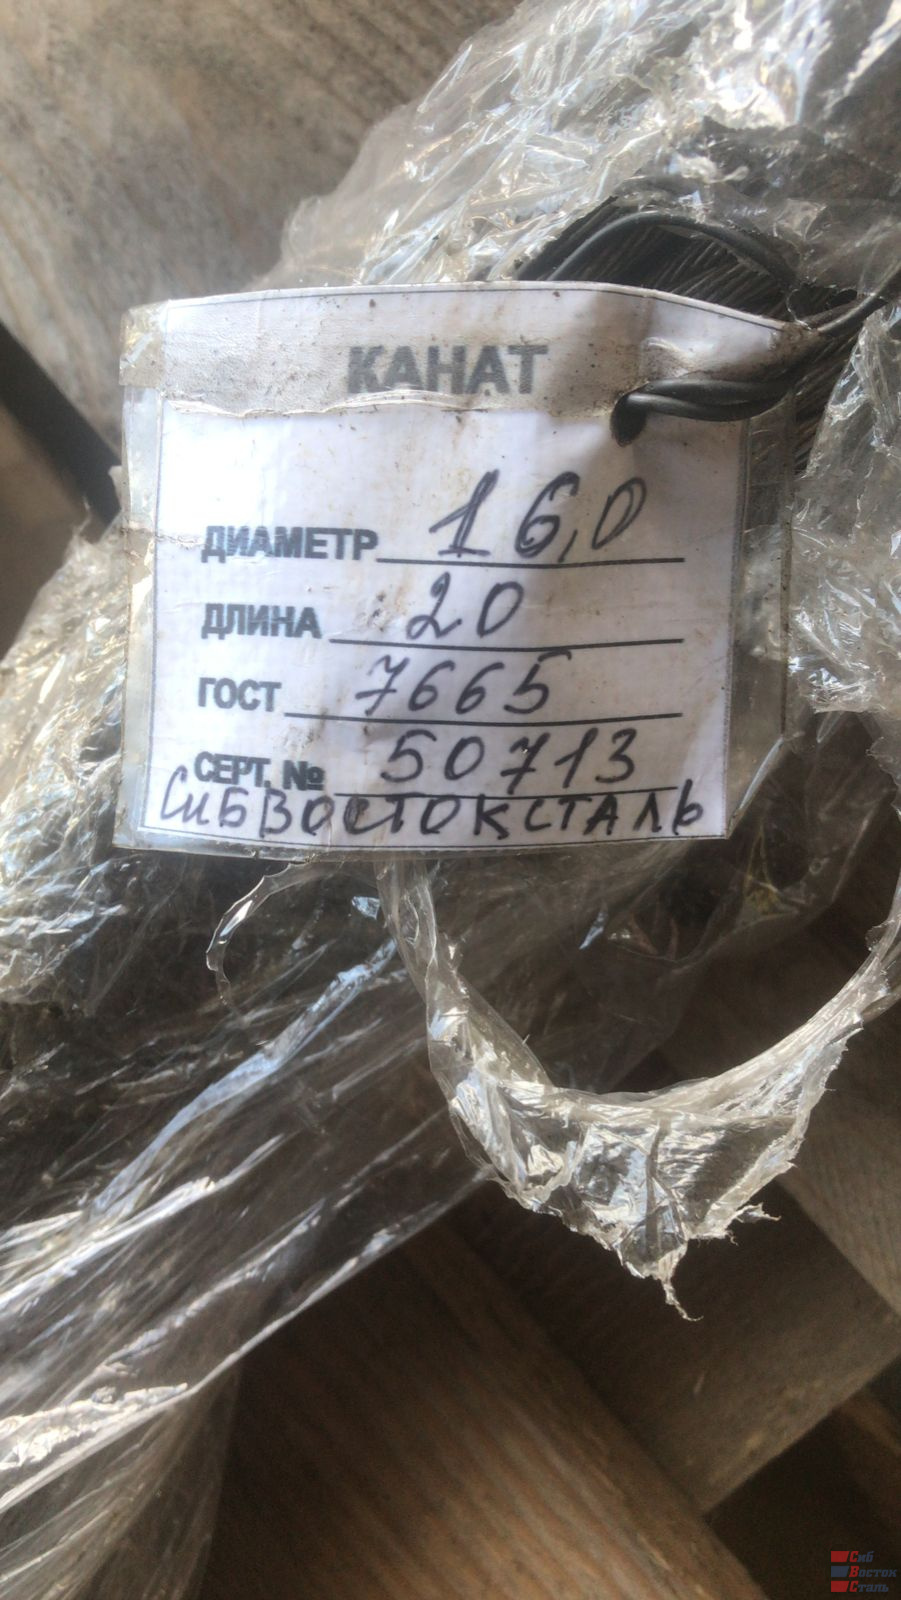 КАНАТ
ДИАМЕТР 16,0
ДЛИНА 20
ГОСТ 7665
СЕРТ. № 50713
СибВОСТОКСТАЛЬ
Сиб
Восток
Сталь